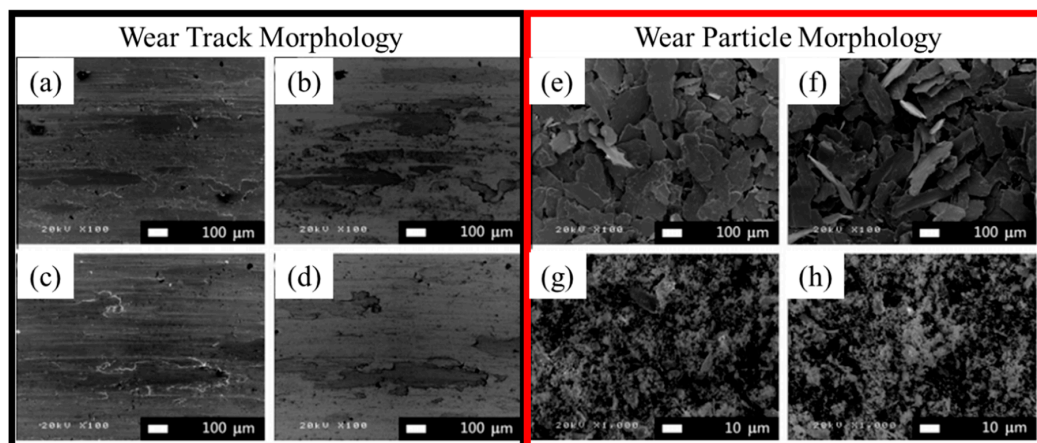 Wear Track Morphology
Wear Particle Morphology
(a)
(b)
(e)
(f)
20kV X100
100 μm
20kV X100
100 μm
20kV X100
100 μm
20kV X100
100 μm
(c)
(d)
(g)
(h)
20kV X100
100 μm
20kV X100
100 μm
20kV X1,000
10 μm
20kV X1,000
10 μm